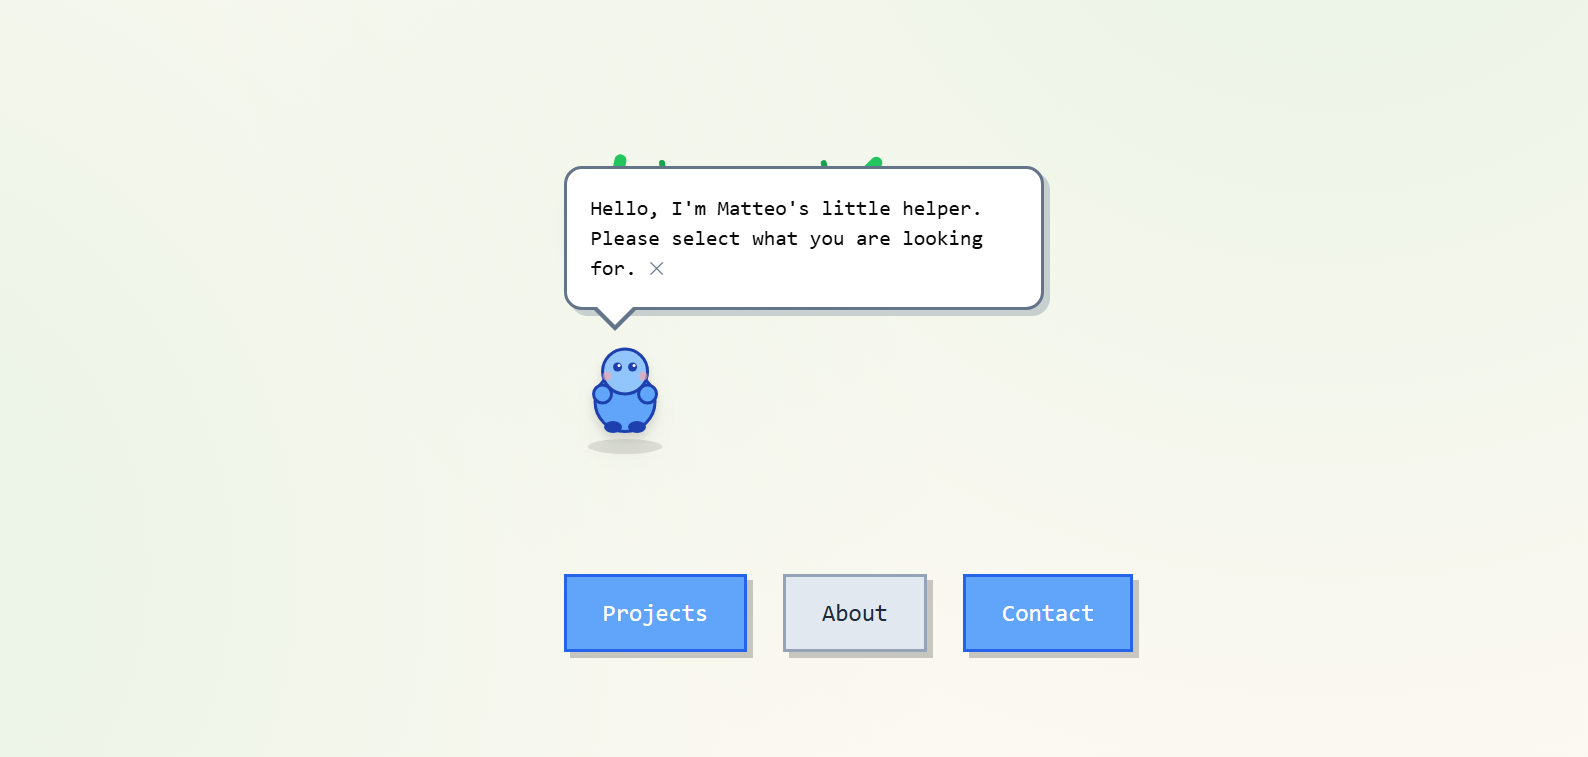 Hello, I'm Matteo's little helper.
Please select what you are looking
for.
Projects
About
Contact